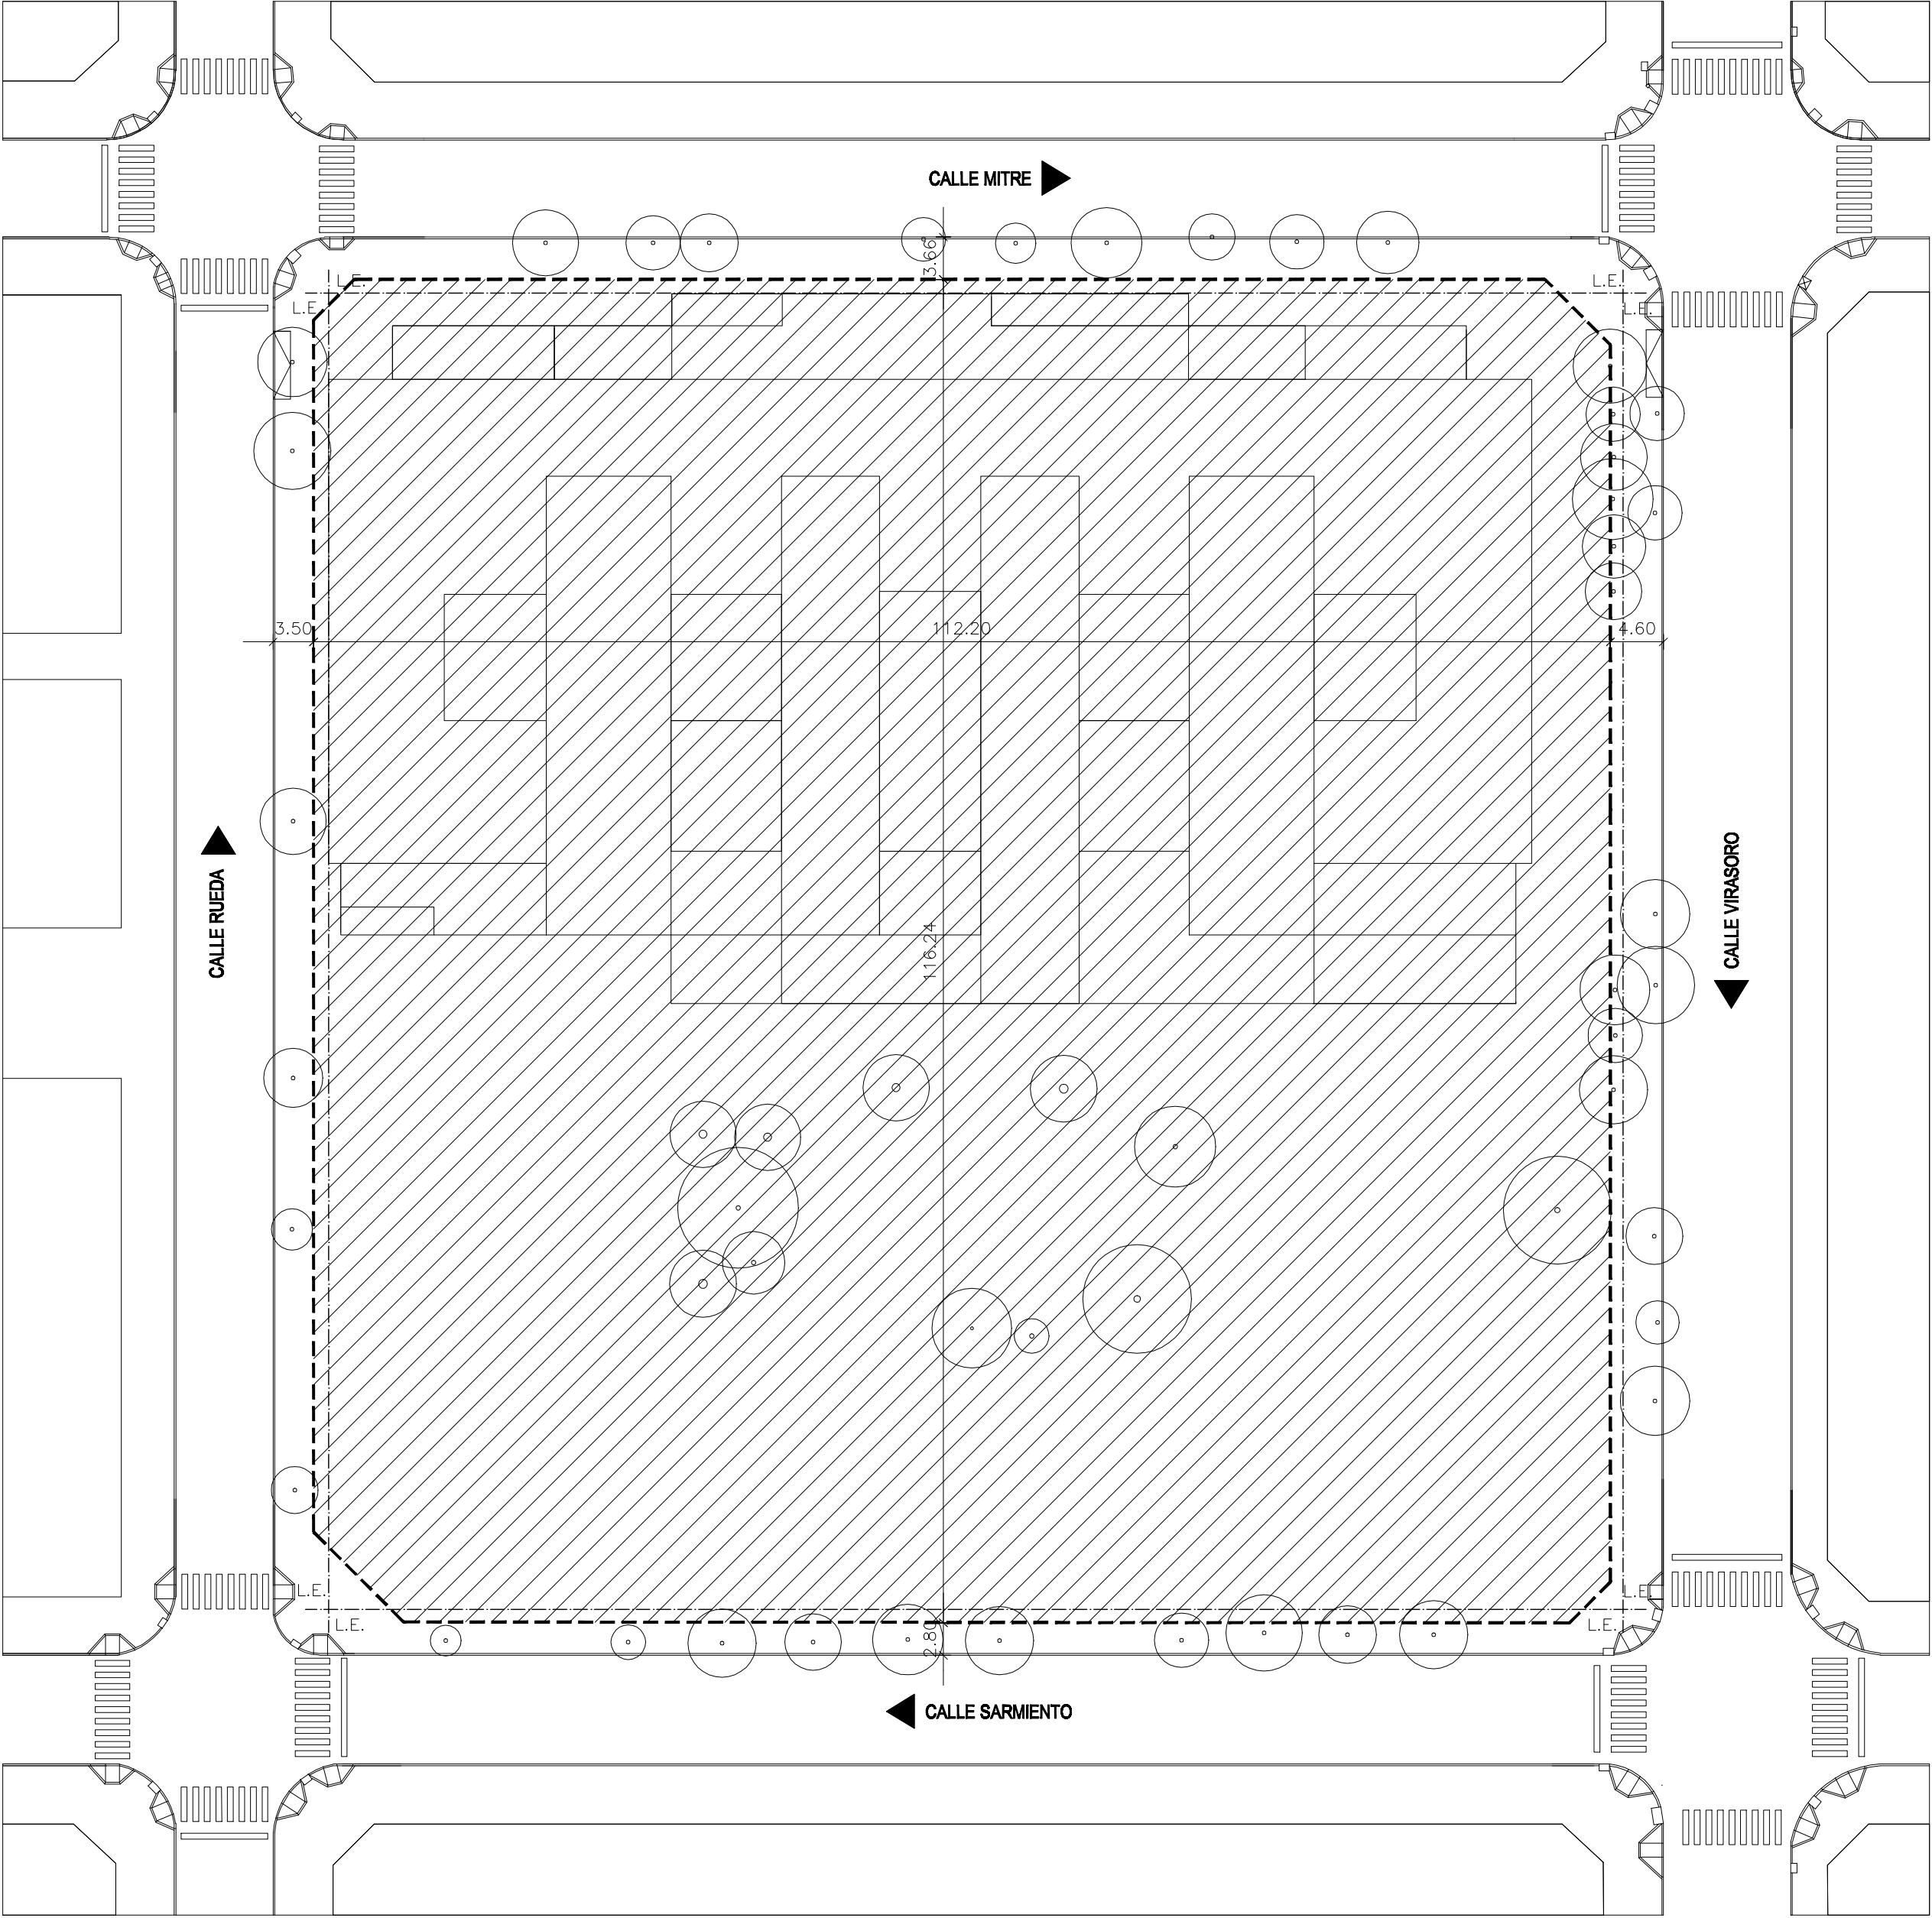 CALLE MITRE
3.66
L.E.
L.E.
L.E.
L.E.
3.50
112.20
4.60
CALLE RUEDA
CALLE VIRASORO
116.24
L.E.
L.E.
L.E.
L.E.
2.80
CALLE SARMIENTO